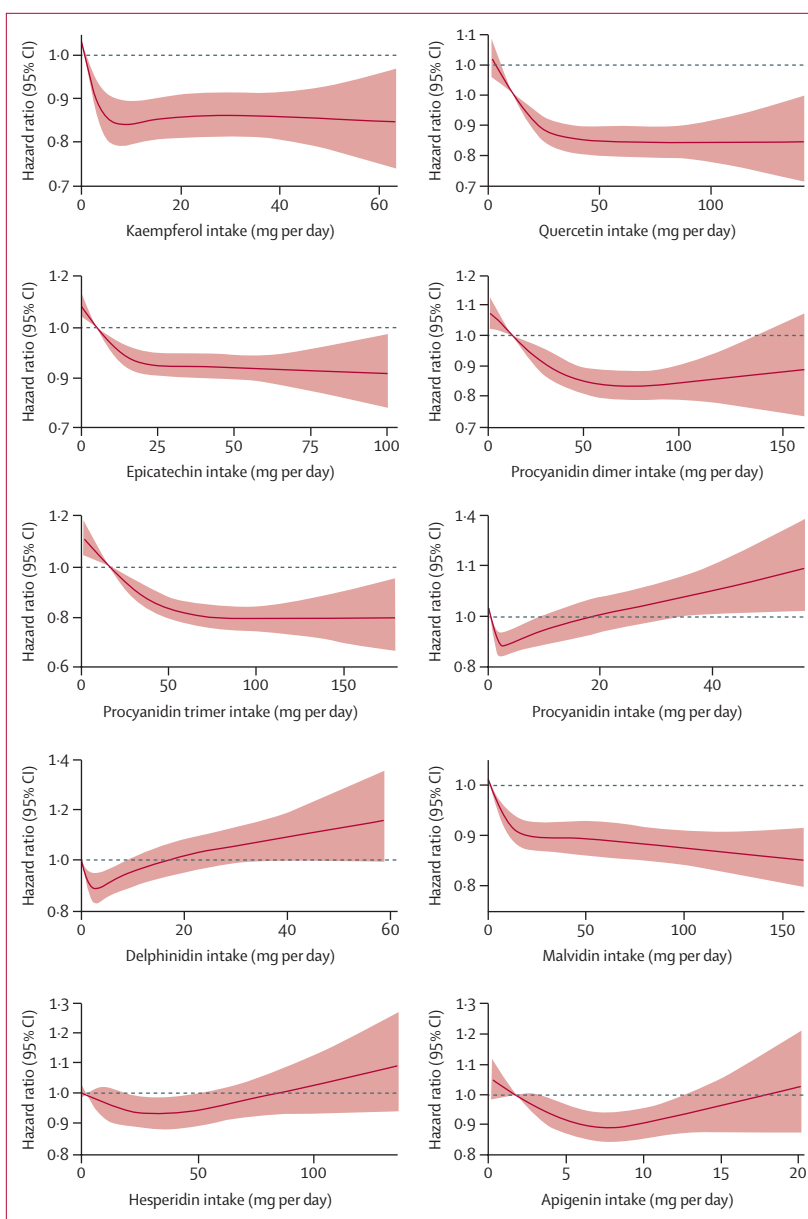 1·0
0·9
0·8
0·7
Hazard ratio (95% CI)
0 20 40 60
Kaempferol intake (mg per day)
1·1
1·0
1·0
0·9
0·8
0·7
Hazard ratio (95% CI)
0 50 100
Quercetin intake (mg per day)
1·2
1·0
0·9
0·7
Hazard ratio (95% CI)
0 25 50 75 100
Epicatechin intake (mg per day)
1·2
1·1
1·0
0·9
0·8
0·7
Hazard ratio (95% CI)
0 50 100 150
Procyanidin dimer intake (mg per day)
1·2
1·0
0·8
0·6
Hazard ratio (95% CI)
0 50 100 150
Procyanidin trimer intake (mg per day)
1·4
1·1
1·0
0·8
Hazard ratio (95% CI)
0 20 40
Procyanidin intake (mg per day)
1·4
1·2
1·0
0·8
Hazard ratio (95% CI)
0 20 40 60
Delphinidin intake (mg per day)
1·0
0·9
0·8
Hazard ratio (95% CI)
0 50 100 150
Malvidin intake (mg per day)
1·3
1·2
1·1
1·0
0·9
0·8
Hazard ratio (95% CI)
0 50 100
Hesperidin intake (mg per day)
1·3
1·2
1·1
1·0
0·9
0·8
Hazard ratio (95% CI)
0 5 10 15 20
Apigenin intake (mg per day)